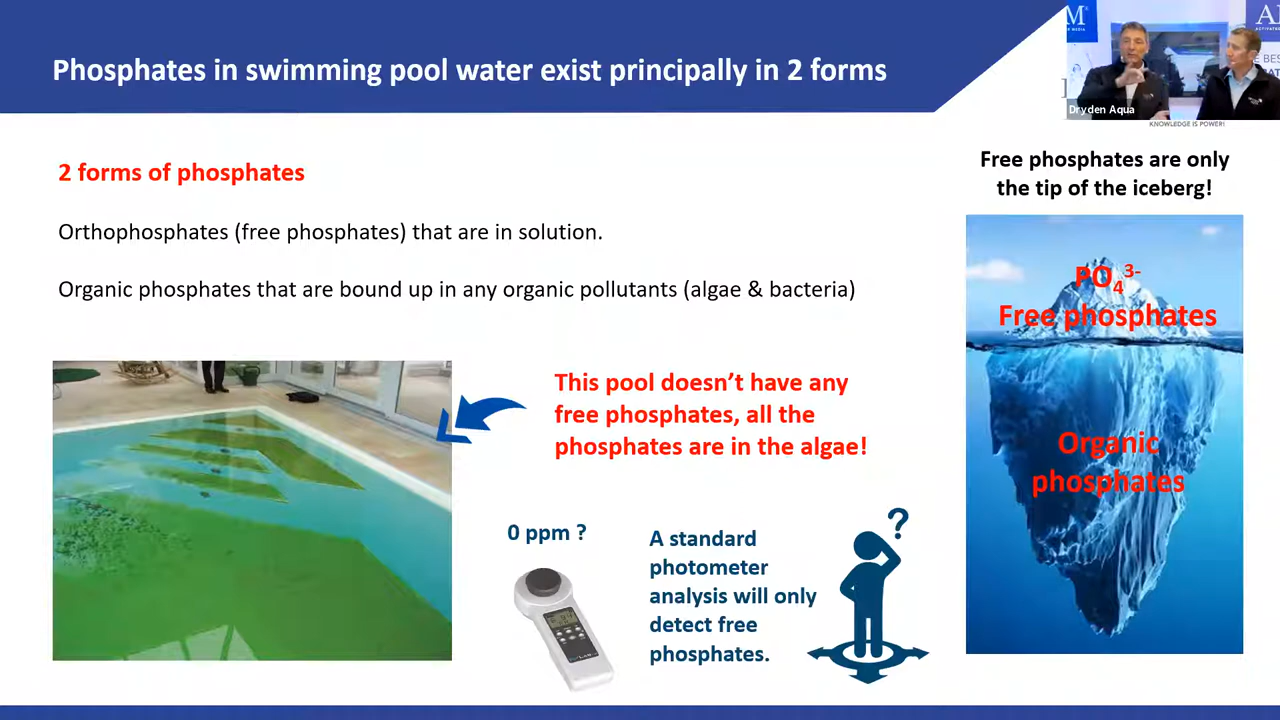 Phosphates in swimming pool water exist principally in 2 forms
Dryden Aqua
KNOWLEDGE IS POWER!
2 forms of phosphates
Orthophosphates (free phosphates) that are in solution.
Organic phosphates that are bound up in any organic pollutants (algae & bacteria)
This pool doesn’t have any
free phosphates, all the
phosphates are in the algae!
0 ppm ?
A standard
photometer
analysis will only
detect free
phosphates.
?
Free phosphates are only
the tip of the iceberg!
PO₄³⁻
Free phosphates
Organic
phosphates